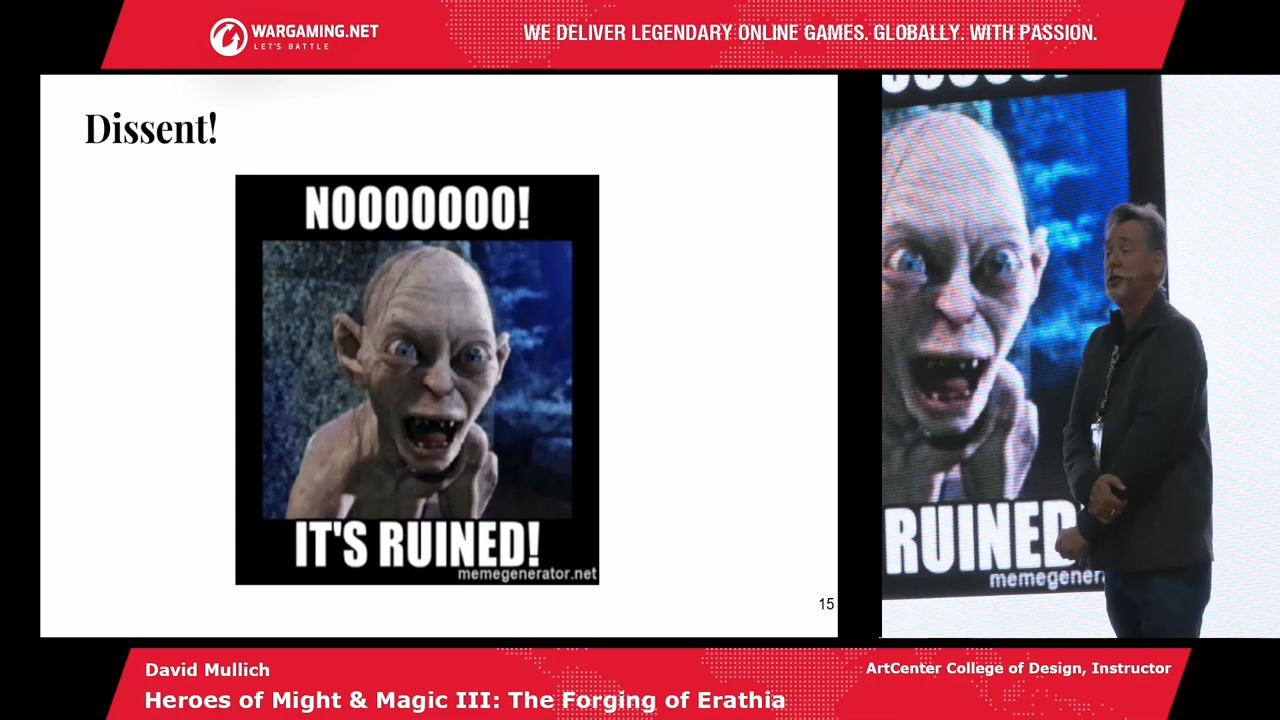 WARGAMING.NET
LET'S BATTLE
WE DELIVER LEGENDARY ONLINE GAMES. GLOBALLY. WITH PASSION.
Dissent!
NOOOOOOO!
IT'S RUINED!
memegenerator.net
15
RUINED
memegener
David Mullich
ArtCenter College of Design, Instructor
Heroes of Might & Magic III: The Forging of Erathia